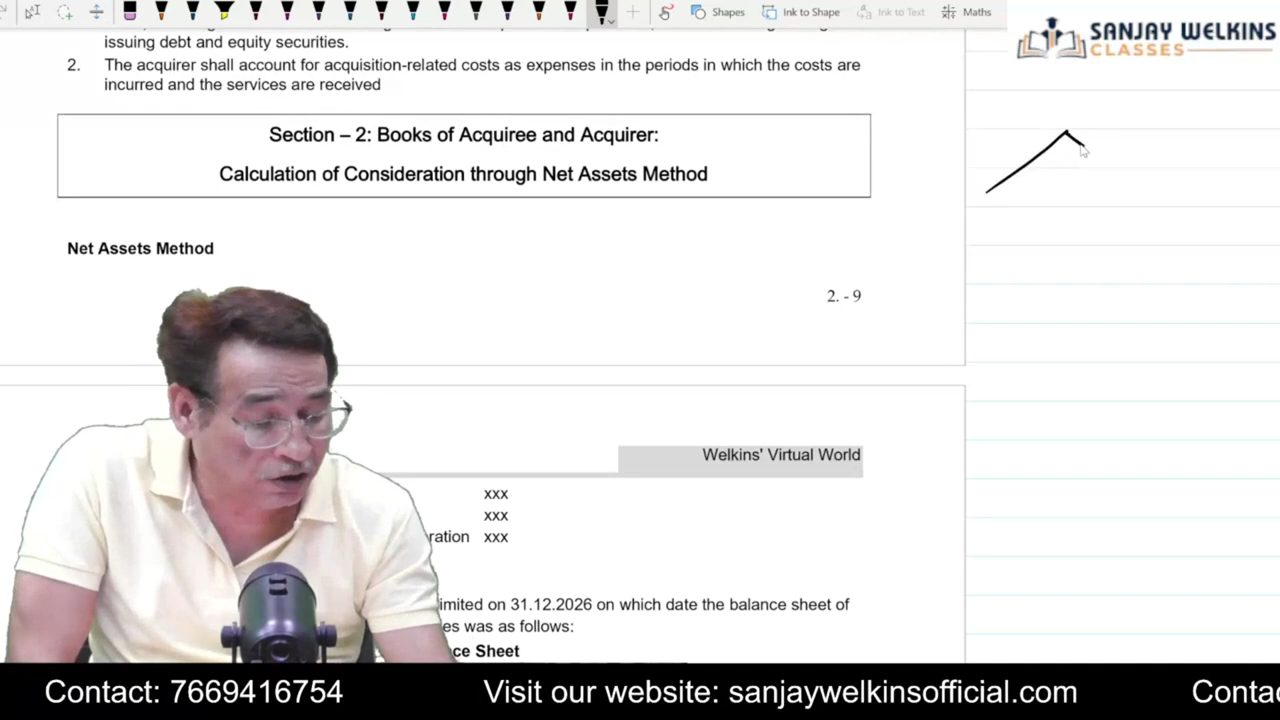 Shapes
Ink to Shape
Ink to Text
Maths
SANJAY WELKINS
CLASSES
issuing debt and equity securities.
2. The acquirer shall account for acquisition-related costs as expenses in the periods in which the costs are
incurred and the services are received
Section – 2: Books of Acquiree and Acquirer:
Calculation of Consideration through Net Assets Method
Net Assets Method
2. - 9
Welkins' Virtual World
xxx
xxx
ration xxx
imited on 31.12.2026 on which date the balance sheet of
es was as follows:
ce Sheet
Contact: 7669416754 Visit our website: sanjaywelkinsofficial.com Conta